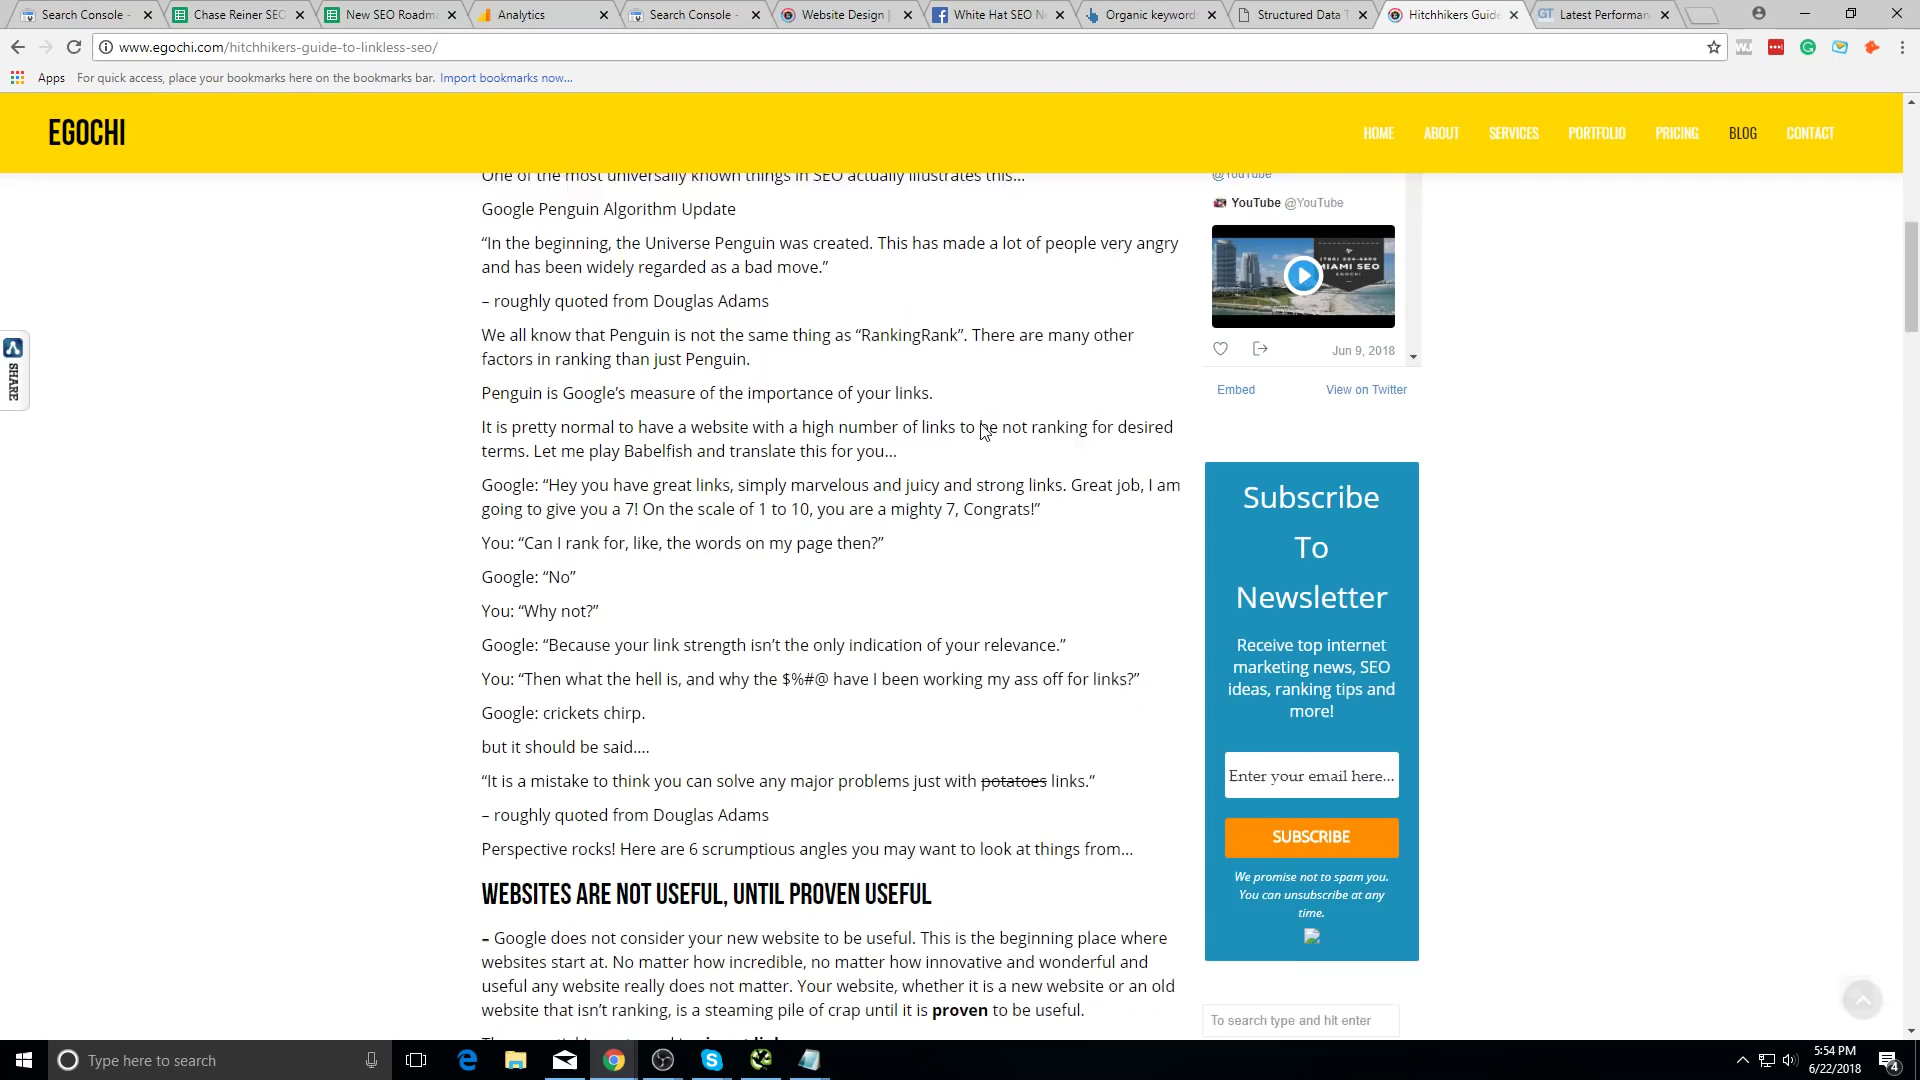 Search Console -
Chase Reiner SEO
New SEO Roadma
Analytics
Search Console -
Website Design |
White Hat SEO N
Organic keywords
Structured Data T
Hitchhikers Guide
Latest Performan
www.egochi.com/hitchhikers-guide-to-linkless-seo/
Apps For quick access, place your bookmarks here on the bookmarks bar. Import bookmarks now...
EGOCHI
HOME ABOUT SERVICES PORTFOLIO PRICING BLOG CONTACT
One of the most universally known things in SEO actually illustrates this…
Google Penguin Algorithm Update
“In the beginning, the Universe Penguin was created. This has made a lot of people very angry
and has been widely regarded as a bad move.”
– roughly quoted from Douglas Adams
We all know that Penguin is not the same thing as “RankingRank”. There are many other
factors in ranking than just Penguin.
Penguin is Google’s measure of the importance of your links.
It is pretty normal to have a website with a high number of links to be not ranking for desired
terms. Let me play Babelfish and translate this for you…
Google: “Hey you have great links, simply marvelous and juicy and strong links. Great job, I am
going to give you a 7! On the scale of 1 to 10, you are a mighty 7, Congrats!”
You: “Can I rank for, like, the words on my page then?”
Google: “No”
You: “Why not?”
Google: “Because your link strength isn’t the only indication of your relevance.”
You: “Then what the hell is, and why the $%#@ have I been working my ass off for links?”
Google: crickets chirp.
but it should be said….
“It is a mistake to think you can solve any major problems just with potatoes links.”
– roughly quoted from Douglas Adams
Perspective rocks! Here are 6 scrumptious angles you may want to look at things from…
WEBSITES ARE NOT USEFUL, UNTIL PROVEN USEFUL
– Google does not consider your new website to be useful. This is the beginning place where
websites start at. No matter how incredible, no matter how innovative and wonderful and
useful any website really does not matter. Your website, whether it is a new website or an old
website that isn’t ranking, is a steaming pile of crap until it is proven to be useful.
@YouTube
YouTube @YouTube
(786) 224-4400
MIAMI SEO
EGOCHI
Jun 9, 2018
Embed View on Twitter
Subscribe
To
Newsletter
Receive top internet
marketing news, SEO
ideas, ranking tips and
more!
Enter your email here...
SUBSCRIBE
We promise not to spam you.
You can unsubscribe at any
time.
To search type and hit enter
SHARE
Type here to search
5:54 PM
6/22/2018
4